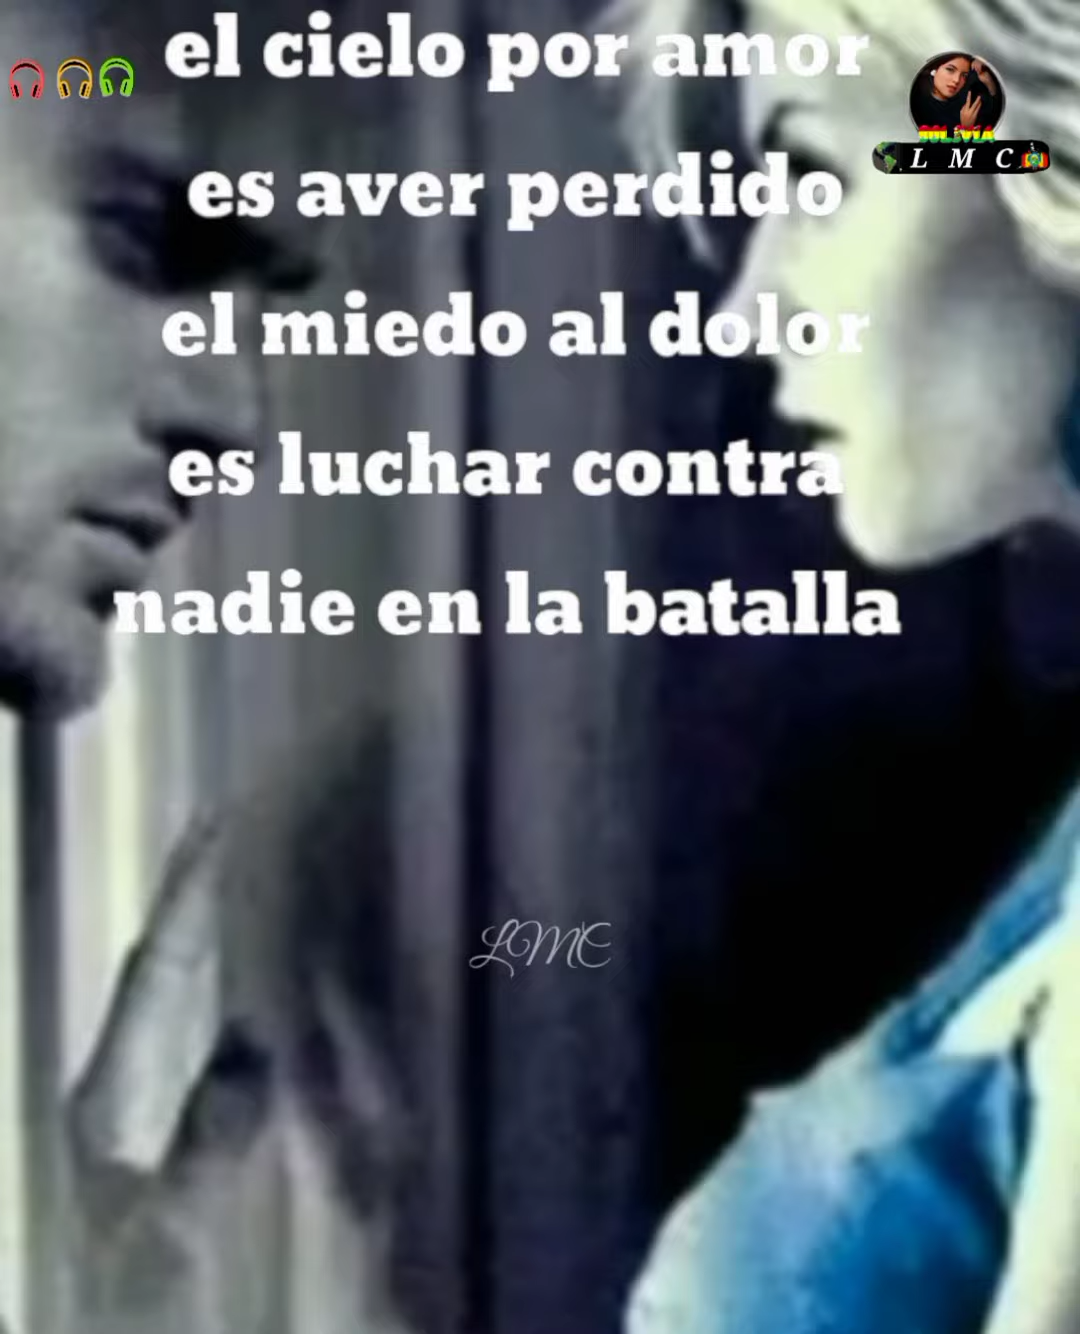 el cielo por amor
BOLIVIA
L M C
es aver perdido
el miedo al dolor
es luchar contra
nadie en la batalla
LMC